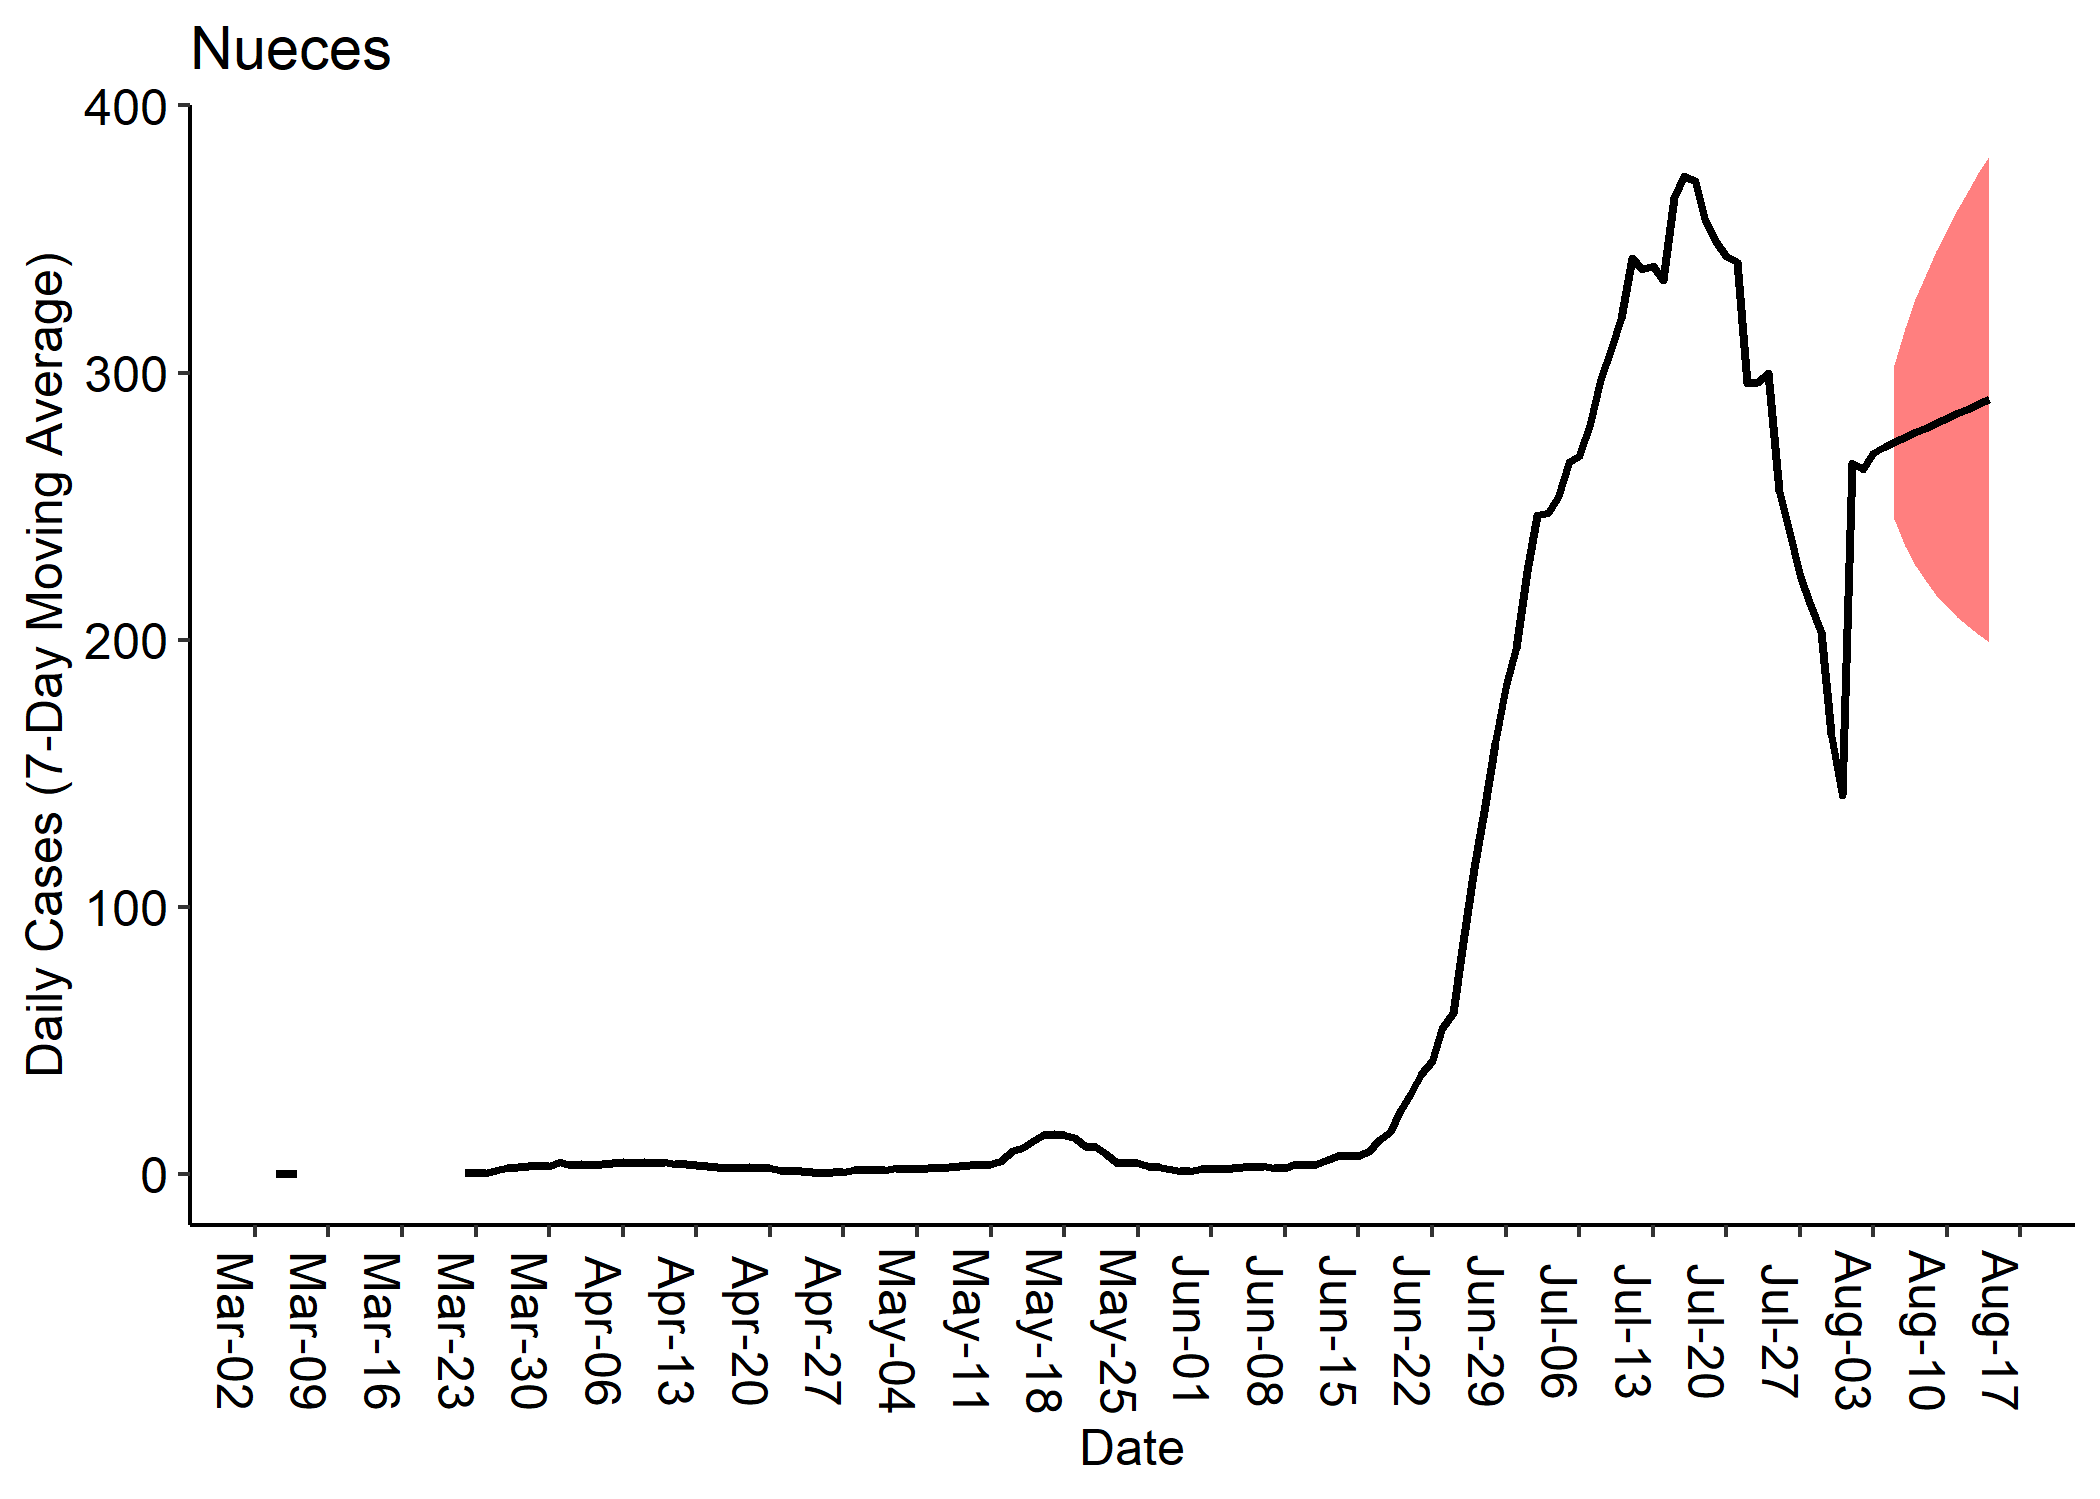 Nueces
Daily Cases (7-Day Moving Average)
400
300
200
100
0
Mar-02
Mar-09
Mar-16
Mar-23
Mar-30
Apr-06
Apr-13
Apr-20
Apr-27
May-04
May-11
May-18
May-25
Jun-01
Jun-08
Jun-15
Jun-22
Jun-29
Jul-06
Jul-13
Jul-20
Jul-27
Aug-03
Aug-10
Aug-17
Date